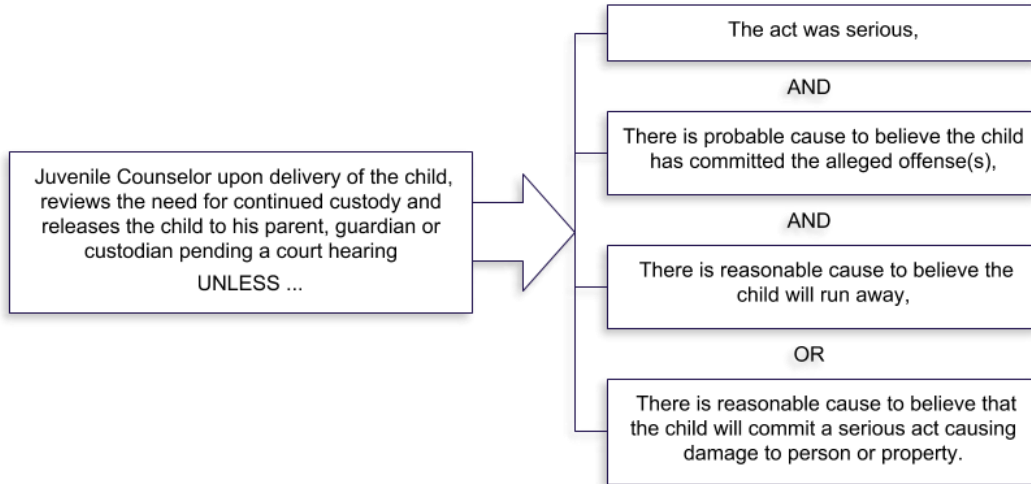 The act was serious,
AND
There is probable cause to believe the child
has committed the alleged offense(s),
Juvenile Counselor upon delivery of the child,
reviews the need for continued custody and
releases the child to his parent, guardian or
custodian pending a court hearing
UNLESS ...
AND
There is reasonable cause to believe the
child will run away,
OR
There is reasonable cause to believe that
the child will commit a serious act causing
damage to person or property.